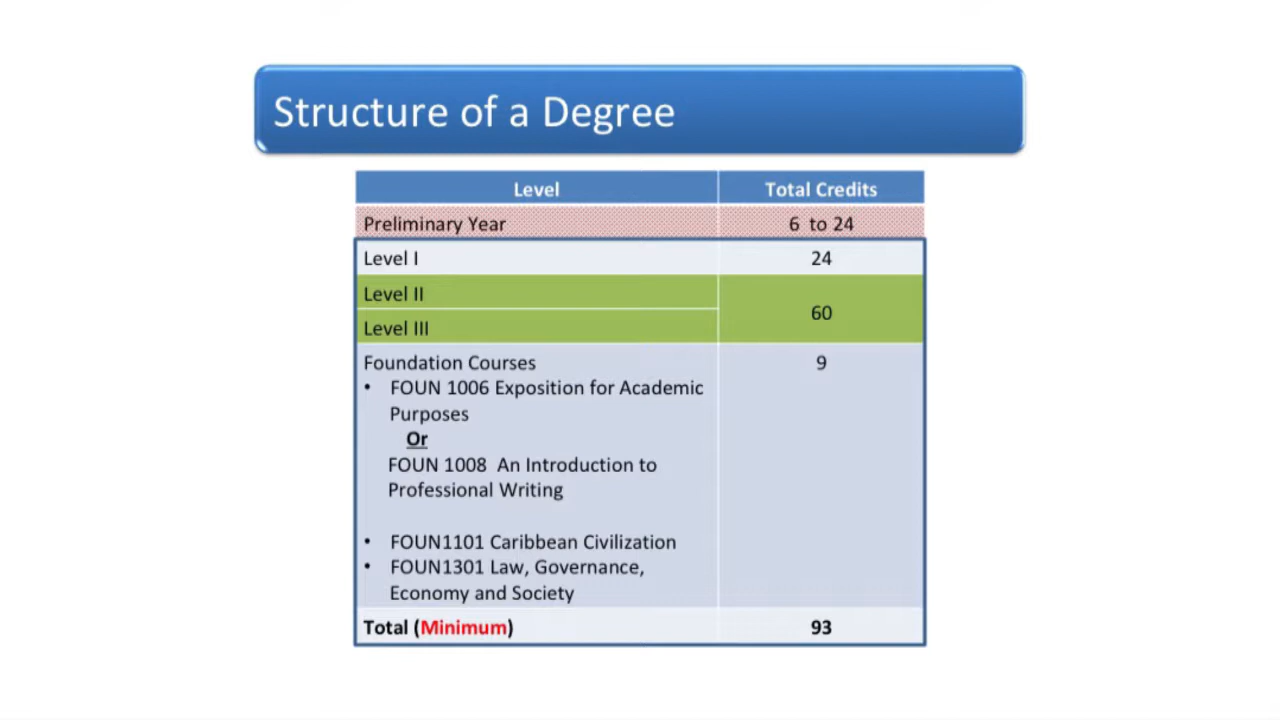 Structure of a Degree
Level Total Credits
Preliminary Year 6 to 24
Level I 24
Level II
60
Level III
Foundation Courses 9
• FOUN 1006 Exposition for Academic
Purposes
Or
FOUN 1008 An Introduction to
Professional Writing
• FOUN1101 Caribbean Civilization
• FOUN1301 Law, Governance,
Economy and Society
Total (Minimum) 93